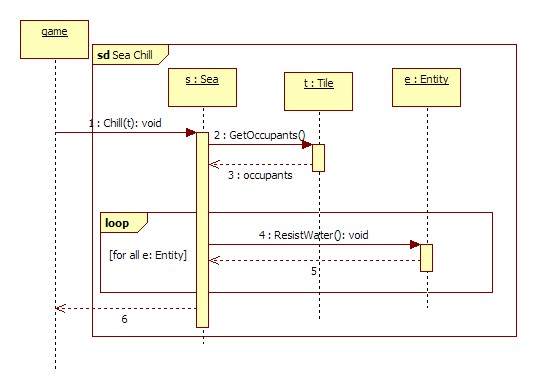 game
sd Sea Chill
s : Sea
t : Tile
e : Entity
1 : Chill(t): void
2 : GetOccupants()
3 : occupants
loop
4 : ResistWater(): void
[for all e: Entity]
5
6